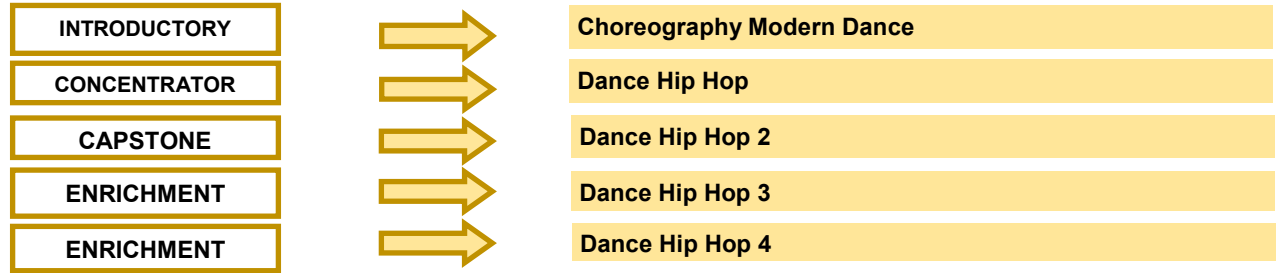 INTRODUCTORY Choreography Modern Dance
CONCENTRATOR Dance Hip Hop
CAPSTONE Dance Hip Hop 2
ENRICHMENT Dance Hip Hop 3
ENRICHMENT Dance Hip Hop 4